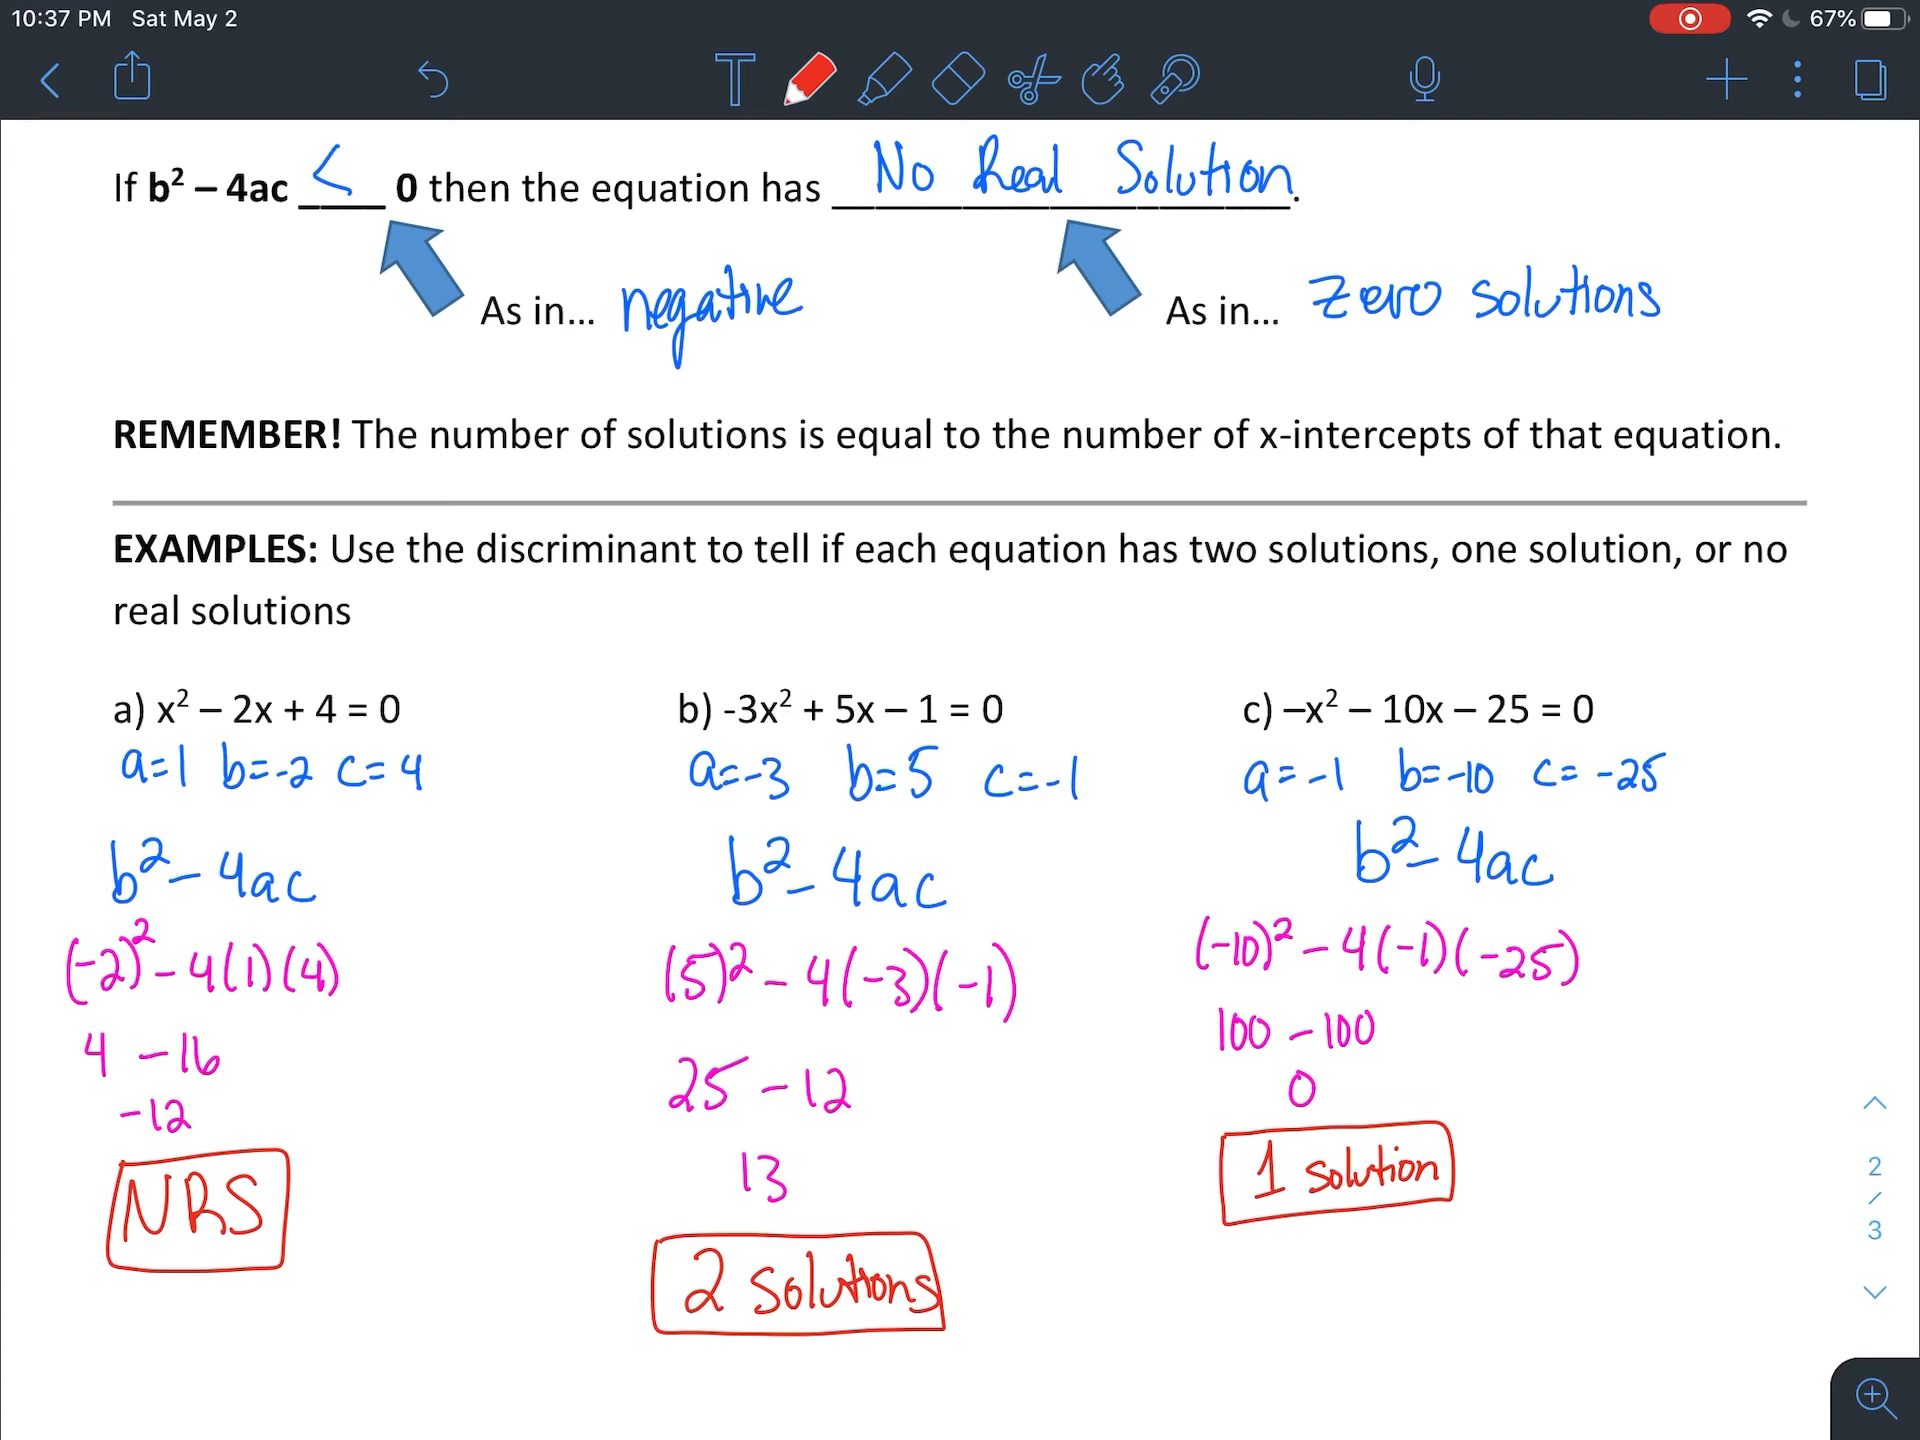 10:37 PM Sat May 2
67%
T
If b² – 4ac < 0 then the equation has No Real Solution.
As in... negative As in... zero solutions
REMEMBER! The number of solutions is equal to the number of x-intercepts of that equation.
EXAMPLES: Use the discriminant to tell if each equation has two solutions, one solution, or no
real solutions
a) x² – 2x + 4 = 0
a=1 b=-2 c=4
b²-4ac
(-2)²-4(1)(4)
4 -16
-12
NRS
b) -3x² + 5x – 1 = 0
a=-3 b=5 c=-1
b²-4ac
(5)²-4(-3)(-1)
25 -12
13
2 solutions
c) –x² – 10x – 25 = 0
a=-1 b=-10 c=-25
b²-4ac
(-10)²-4(-1)(-25)
100 -100
0
1 solution
2
/
3